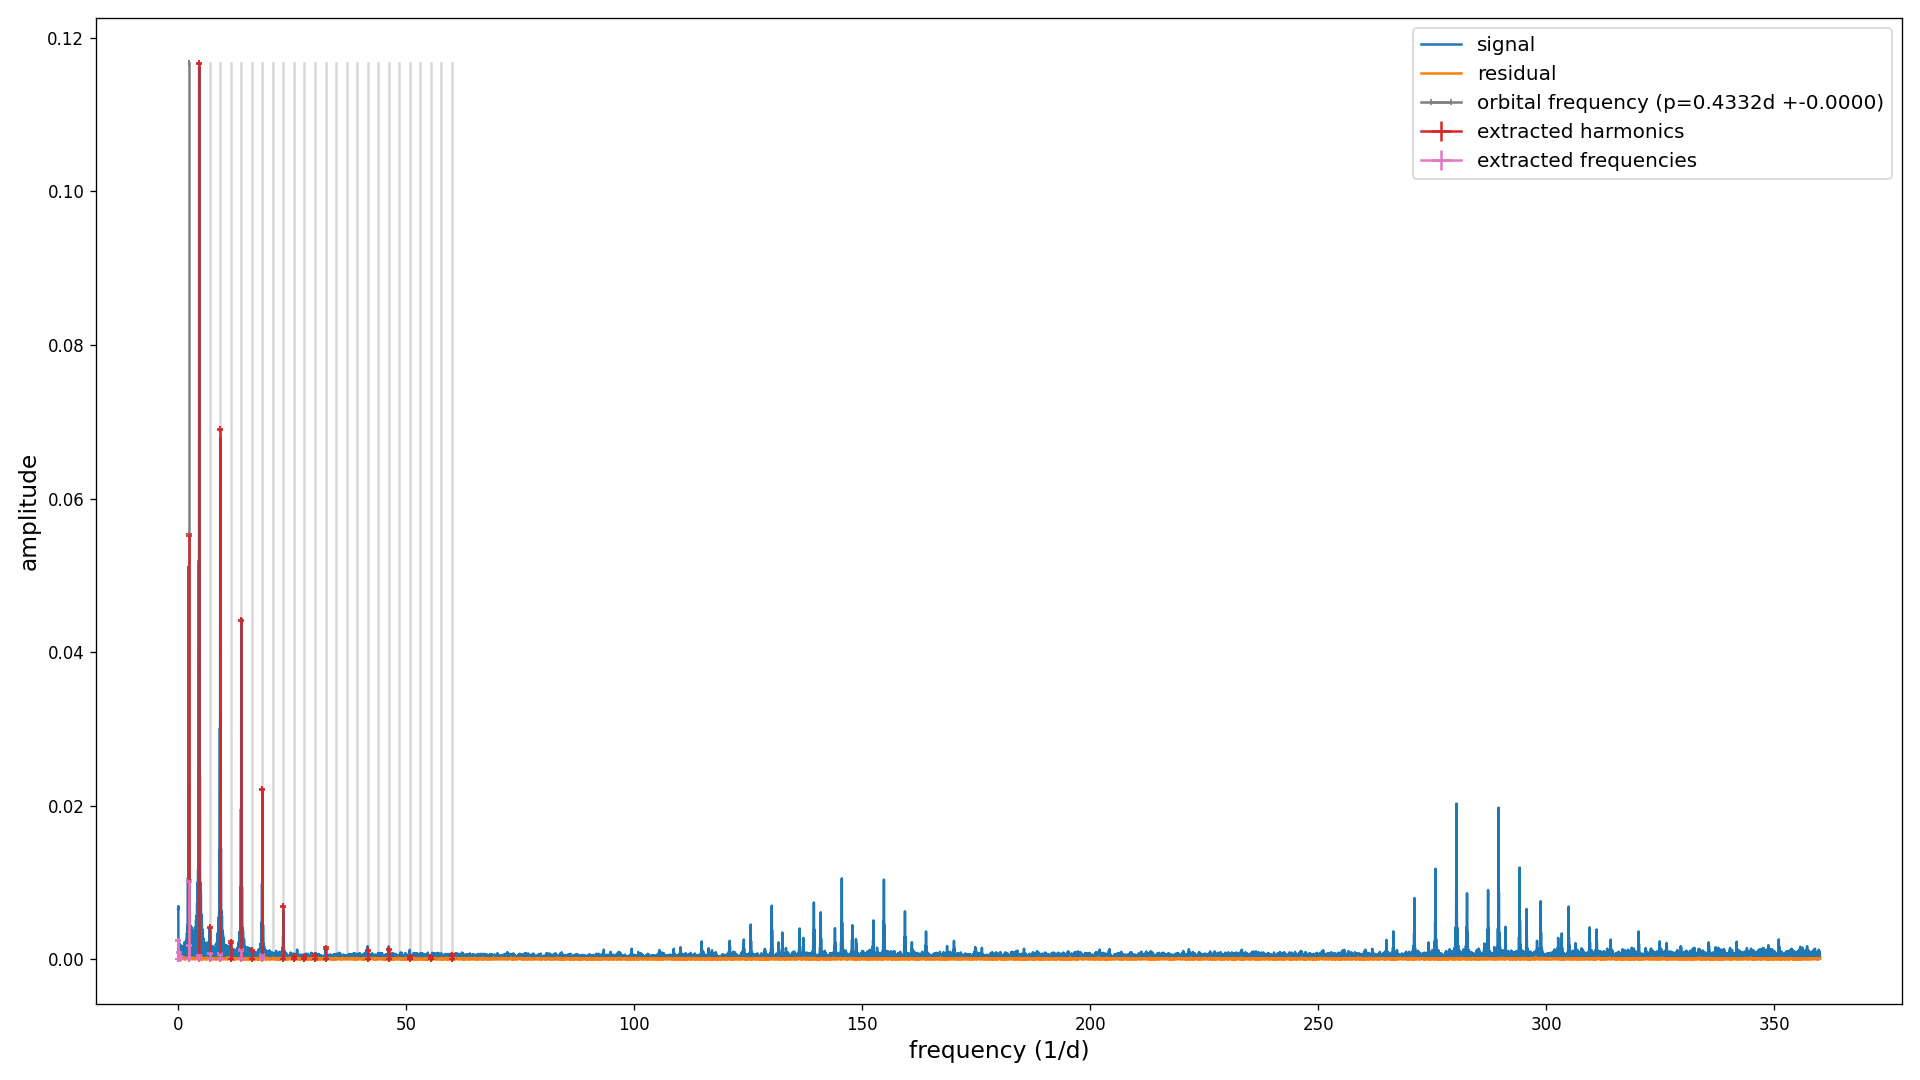 0.12
0.10
0.08
0.06
0.04
0.02
0.00
amplitude
0
50
100
150
200
250
300
350
frequency (1/d)
signal
residual
orbital frequency (p=0.4332d +-0.0000)
extracted harmonics
extracted frequencies